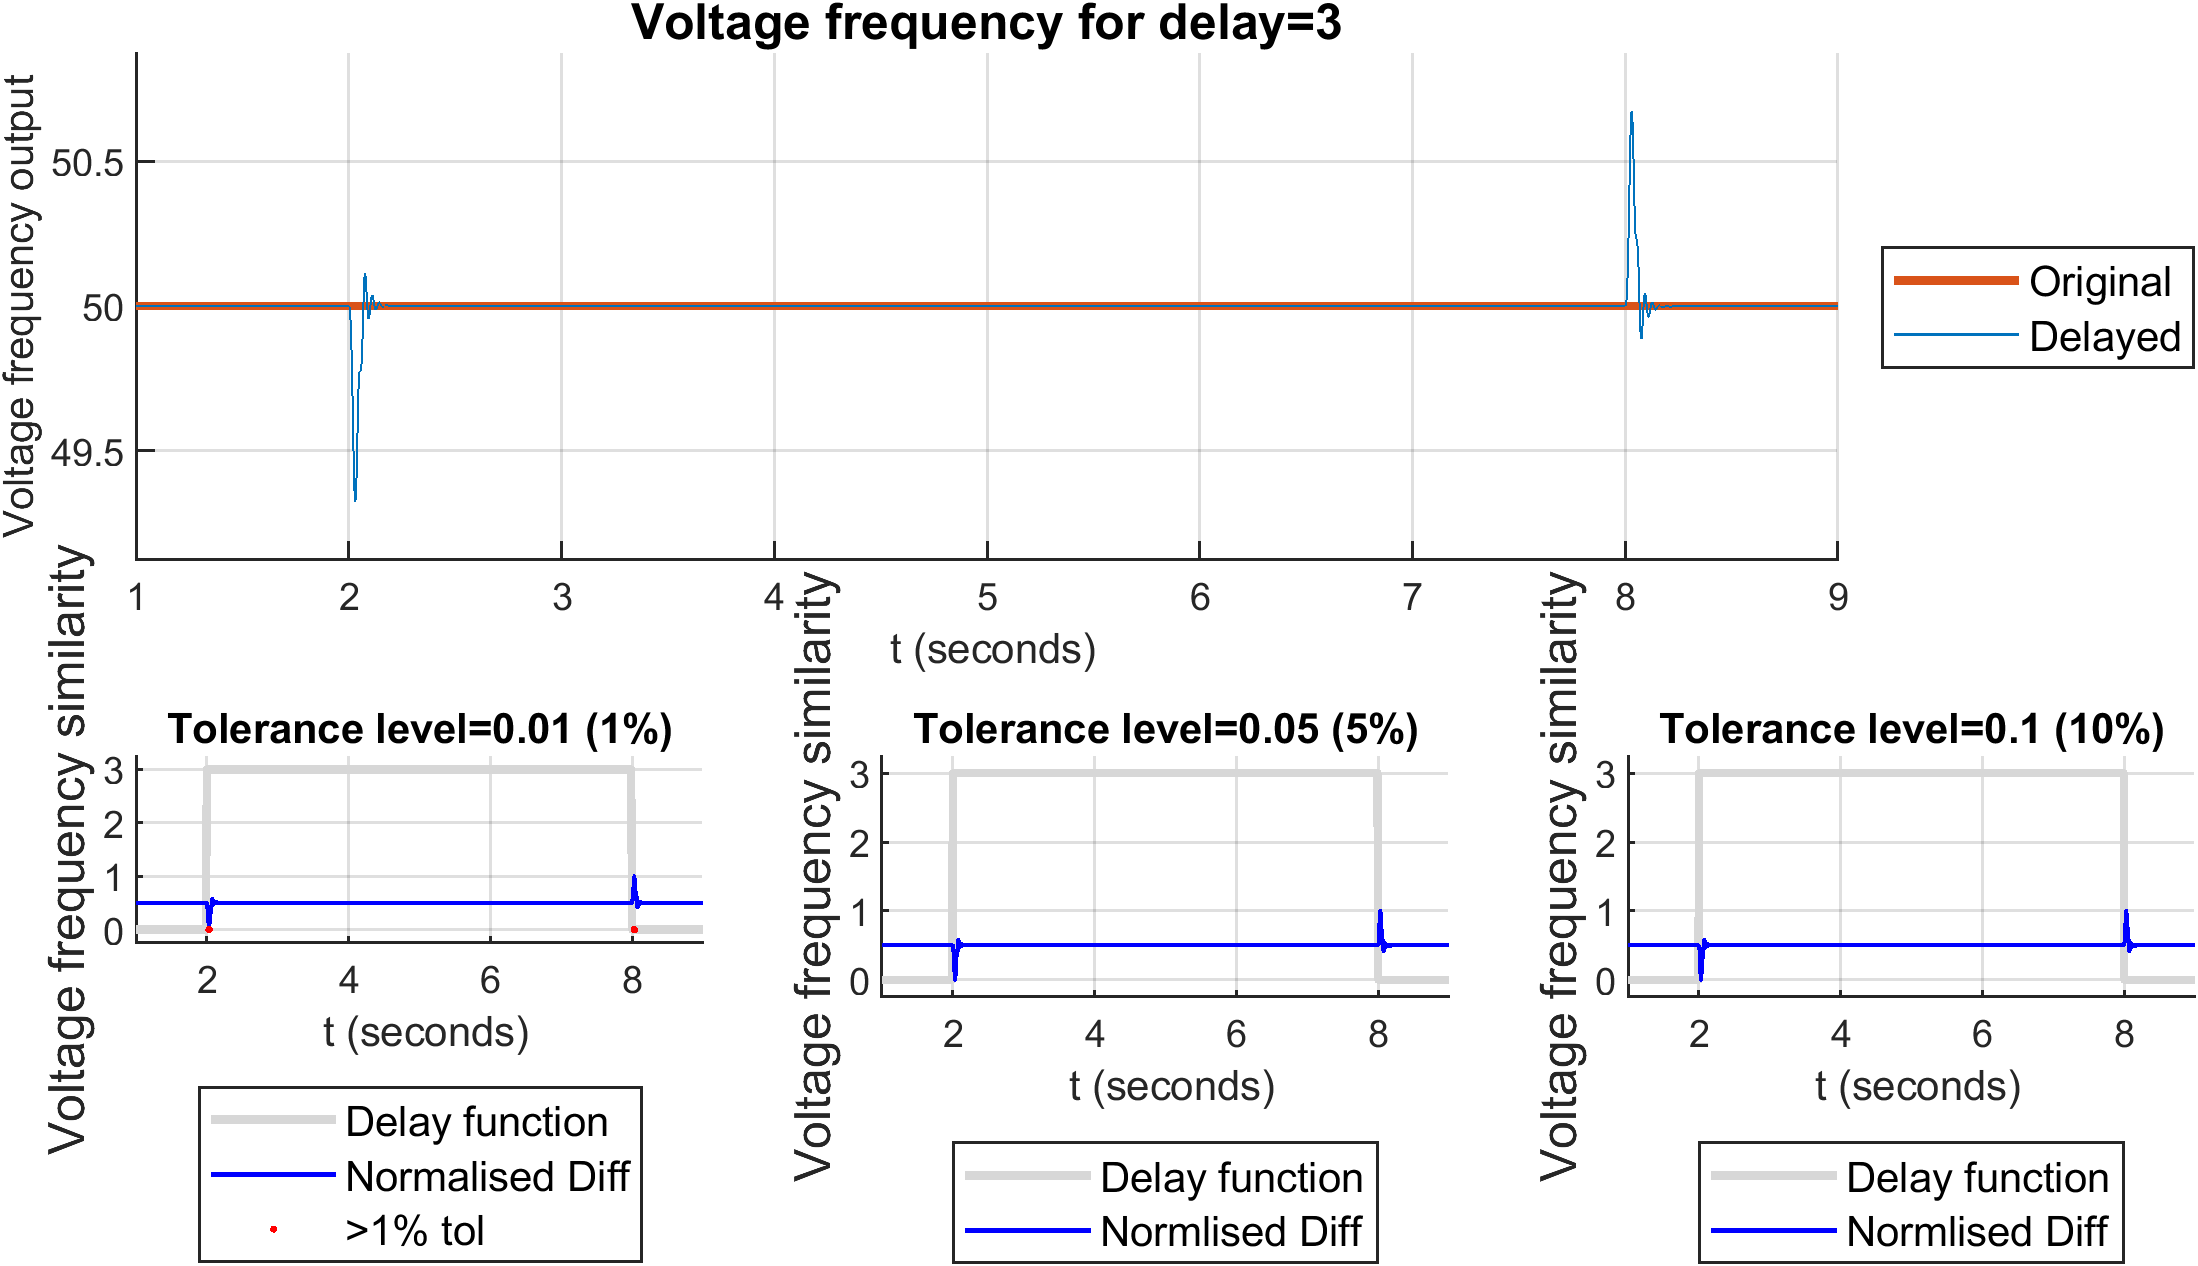 Voltage frequency for delay=3
Voltage frequency output
50.5
50
49.5
1 2 3 4 5 6 7 8 9
t (seconds)
Original
Delayed
Voltage frequency similarity
Tolerance level=0.01 (1%)
3
2
1
0
2 4 6 8
t (seconds)
Delay function
Normalised Diff
>1% tol
Voltage frequency similarity
Tolerance level=0.05 (5%)
3
2
1
0
2 4 6 8
t (seconds)
Delay function
Normlised Diff
Voltage frequency similarity
Tolerance level=0.1 (10%)
3
2
1
0
2 4 6 8
t (seconds)
Delay function
Normlised Diff